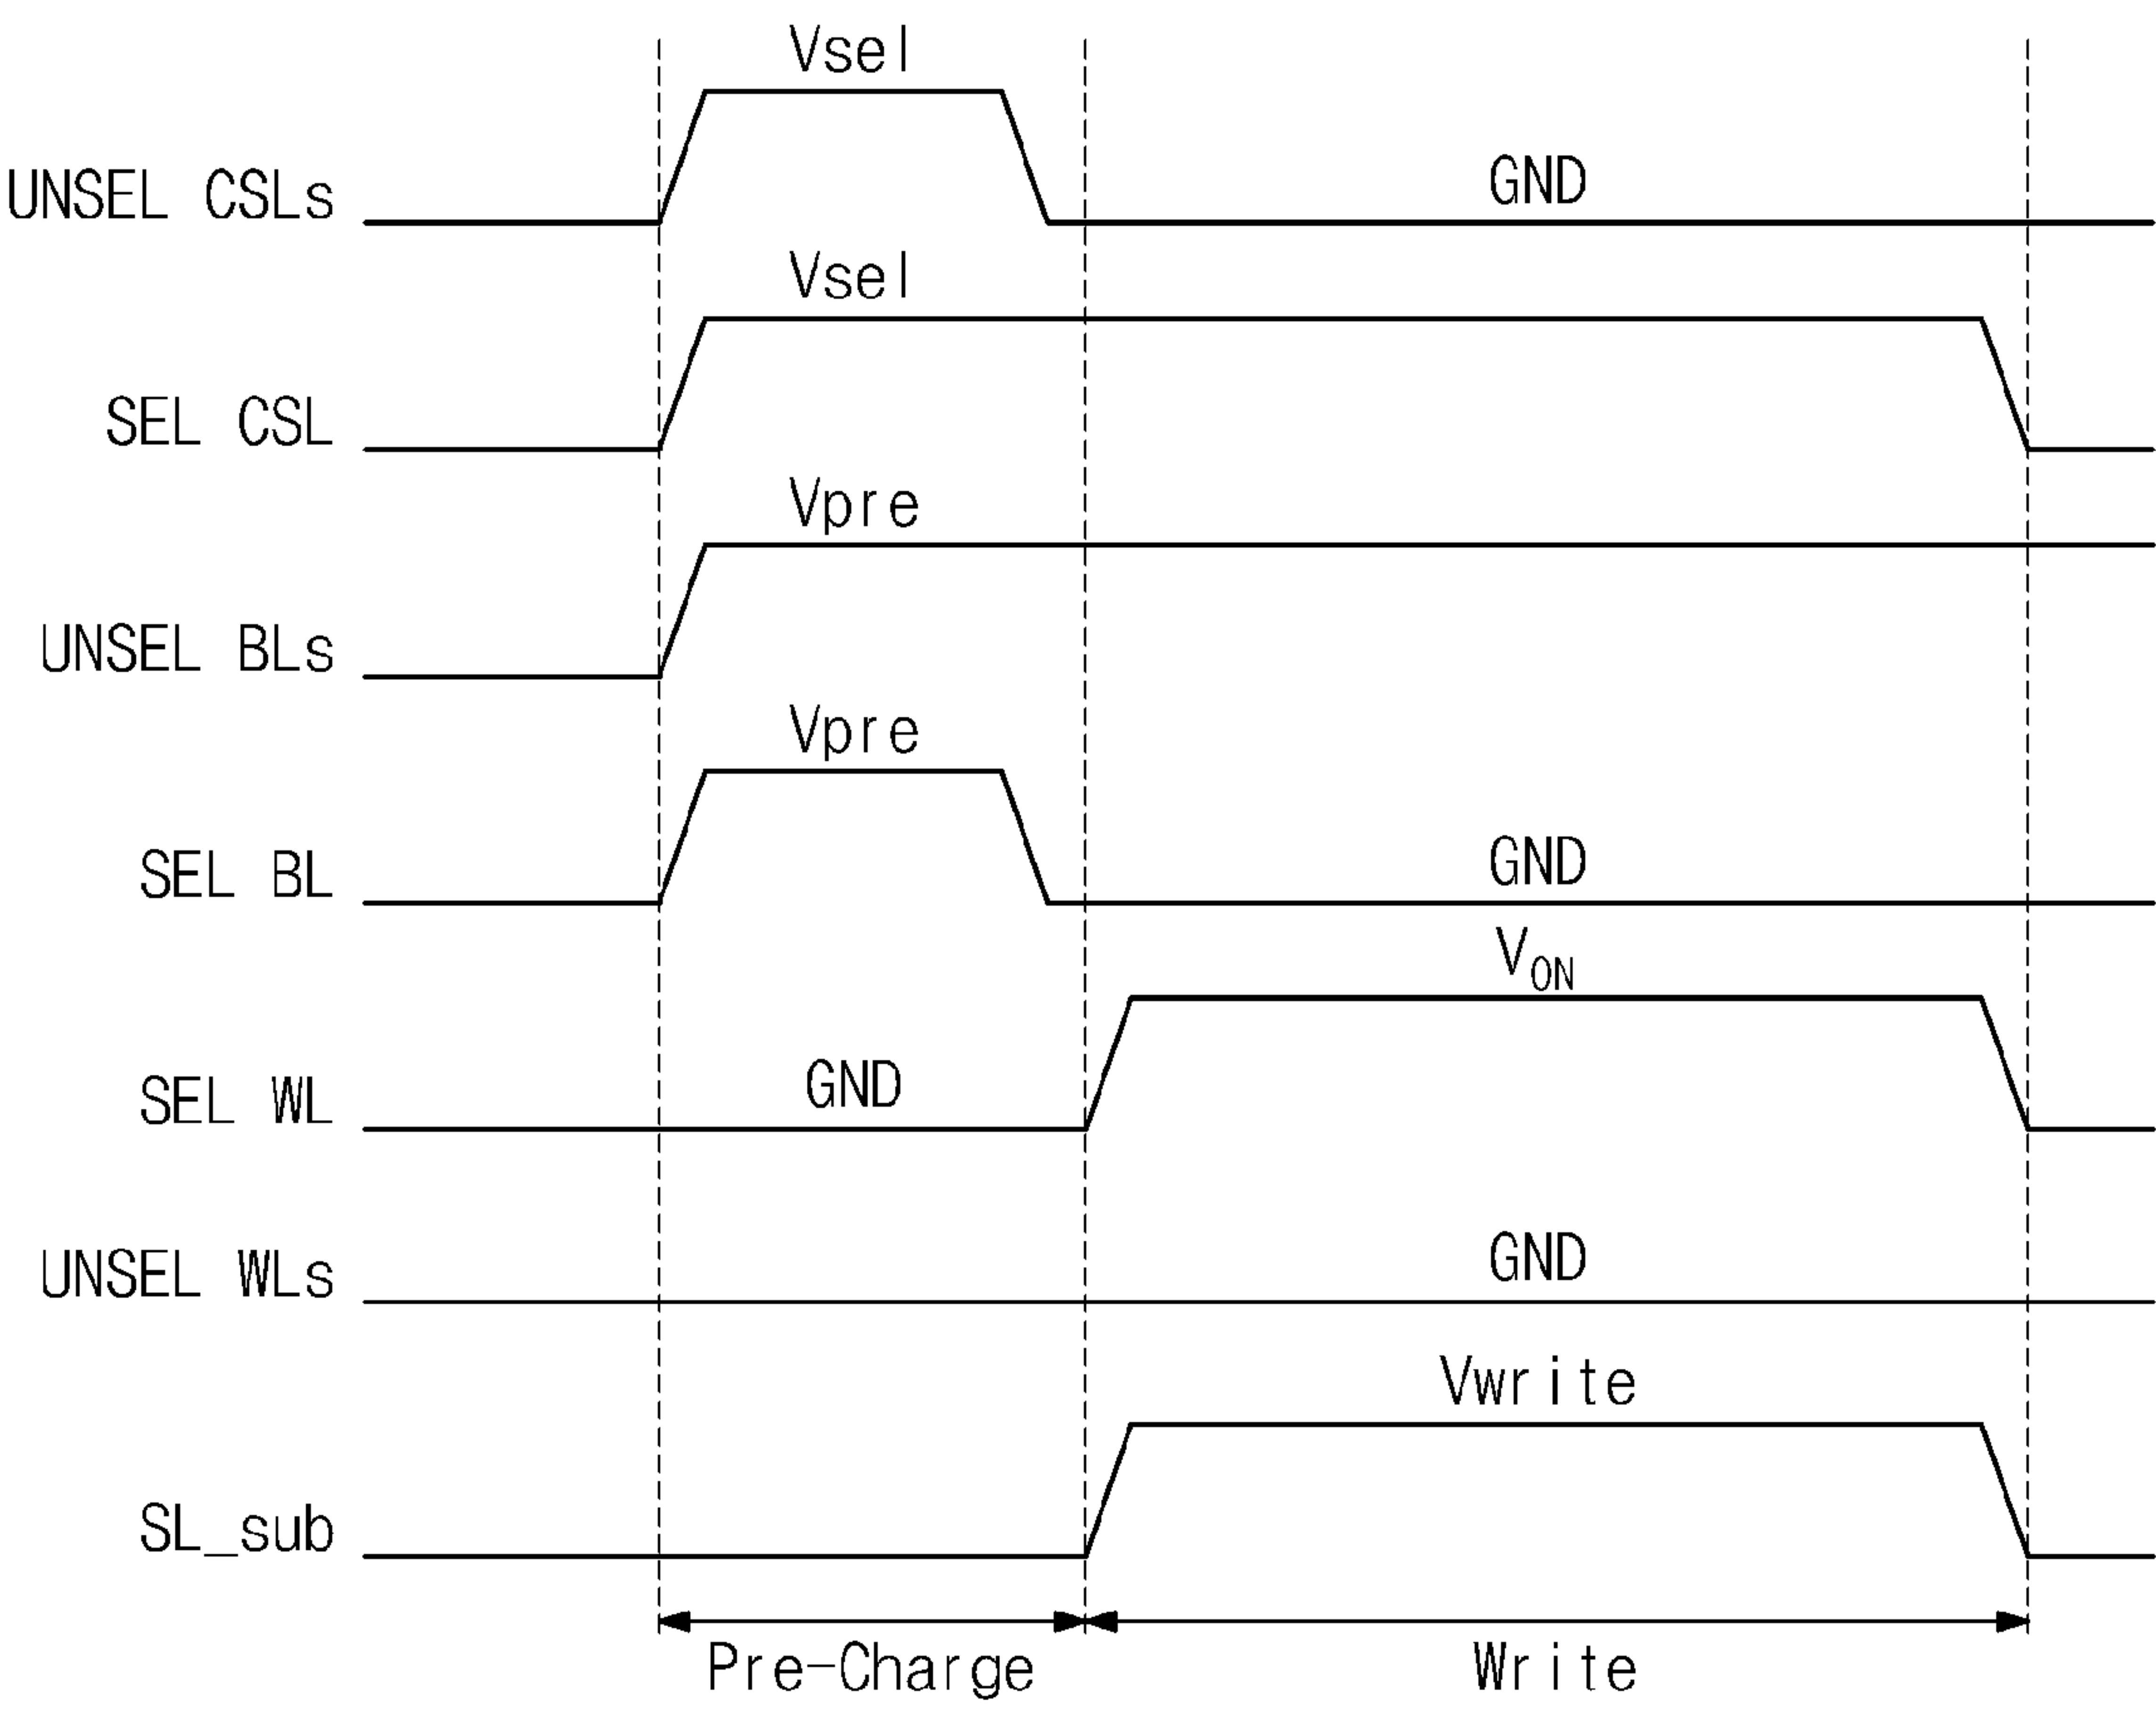 Vsel
UNSEL CSLs GND
Vsel
SEL CSL
Vpre
UNSEL BLs
Vpre
SEL BL GND
VON
SEL WL GND
UNSEL WLs GND
Vwrite
SL_sub
Pre-Charge Write